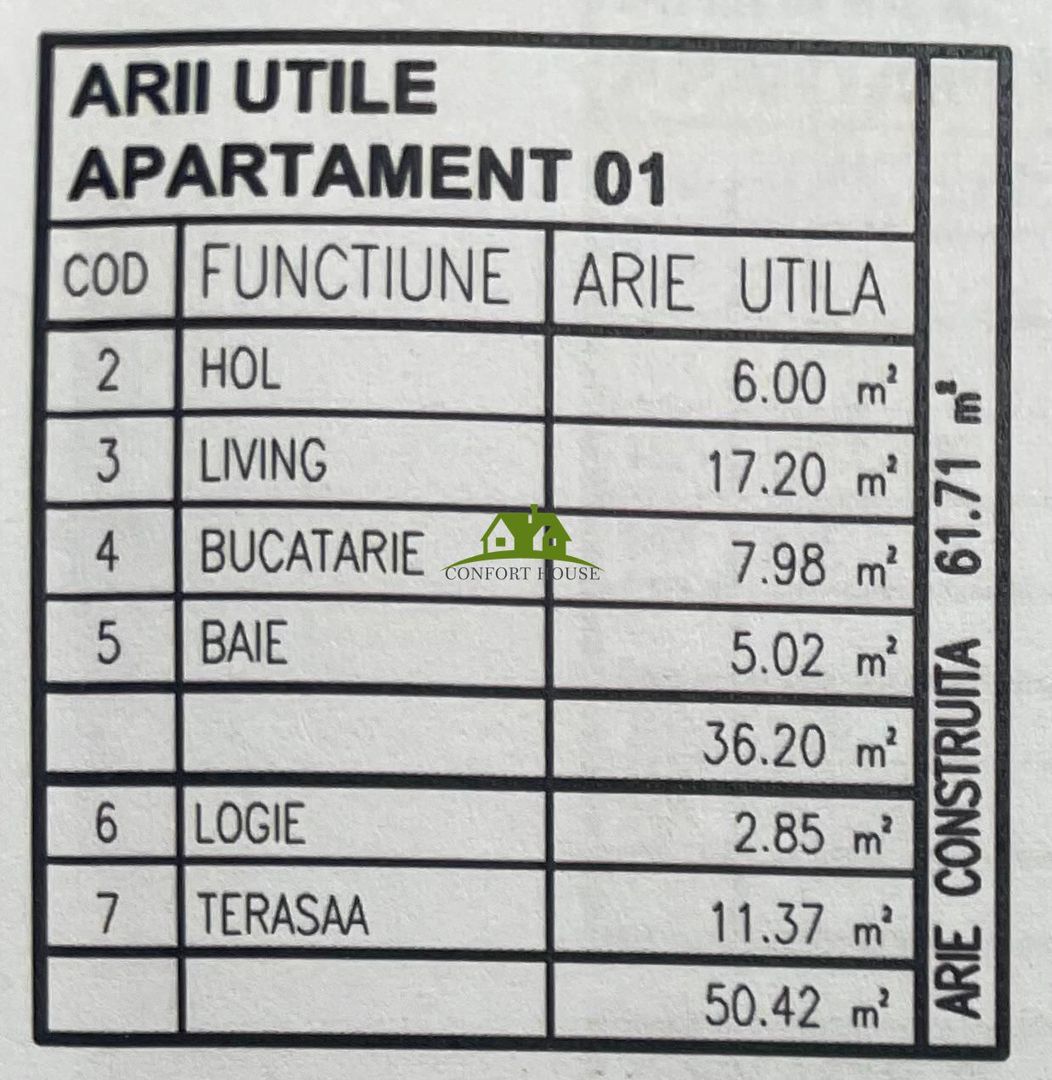 ARII UTILE
APARTAMENT 01
COD FUNCTIUNE ARIE UTILA
2 HOL 6.00 m²
3 LIVING 17.20 m²
4 BUCATARIE 7.98 m²
CONFORT HOUSE
5 BAIE 5.02 m²
36.20 m²
6 LOGIE 2.85 m²
7 TERASAA 11.37 m²
50.42 m²
ARIE CONSTRUITA 61.71 m²